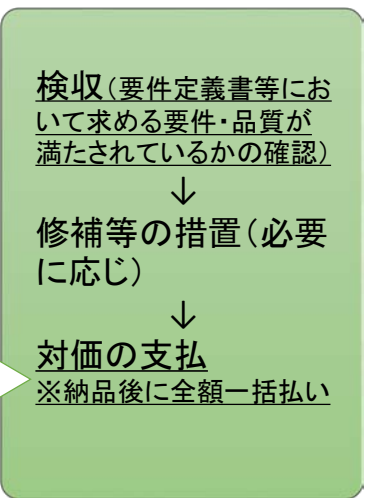 検収(要件定義書等にお
いて求める要件・品質が
満たされているかの確認)
↓
修補等の措置(必要
に応じ)
↓
対価の支払
※納品後に全額一括払い